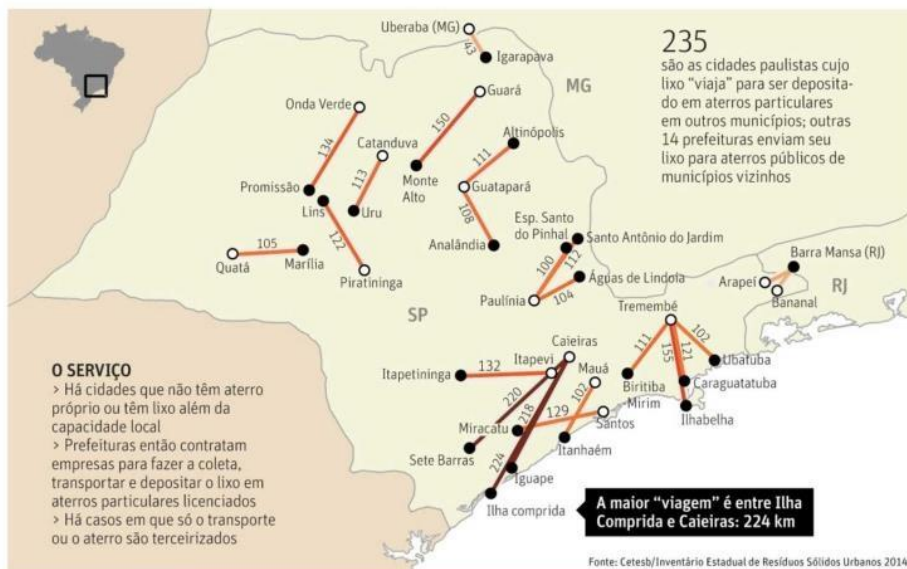 Uberaba (MG)
43
Igarapava
MG
235
são as cidades paulistas cujo
lixo "viaja" para ser deposita-
do em aterros particulares
em outros municípios; outras
14 prefeituras enviam seu
lixo para aterros públicos de
municípios vizinhos
Onda Verde
134
Promissão
Catanduva
113
Uru
Guará
150
Monte
Alto
Altinópolis
111
Guatapará
108
Analândia
Lins
122
Piratininga
Quatá
105
Marília
Esp. Santo
do Pinhal
Santo Antônio do Jardim
100
112
Águas de Lindoia
104
Paulínia
SP
Barra Mansa (RJ)
Arapeí
Bananal
RJ
Tremembé
111
155
121
102
Ubatuba
Caraguatatuba
Ilhabelha
Biritiba
Mirim
Caieiras
Itapevi
Mauá
132
Itapetininga
220
218
102
129
Santos
Miracatu
Sete Barras
224
Itanhaém
Iguape
Ilha comprida
O SERVIÇO
> Há cidades que não têm aterro
próprio ou têm lixo além da
capacidade local
> Prefeituras então contratam
empresas para fazer a coleta,
transportar e depositar o lixo em
aterros particulares licenciados
> Há casos em que só o transporte
ou o aterro são terceirizados
A maior "viagem" é entre Ilha
Comprida e Caieiras: 224 km
Fonte: Cetesb/Inventário Estadual de Resíduos Sólidos Urbanos 2014